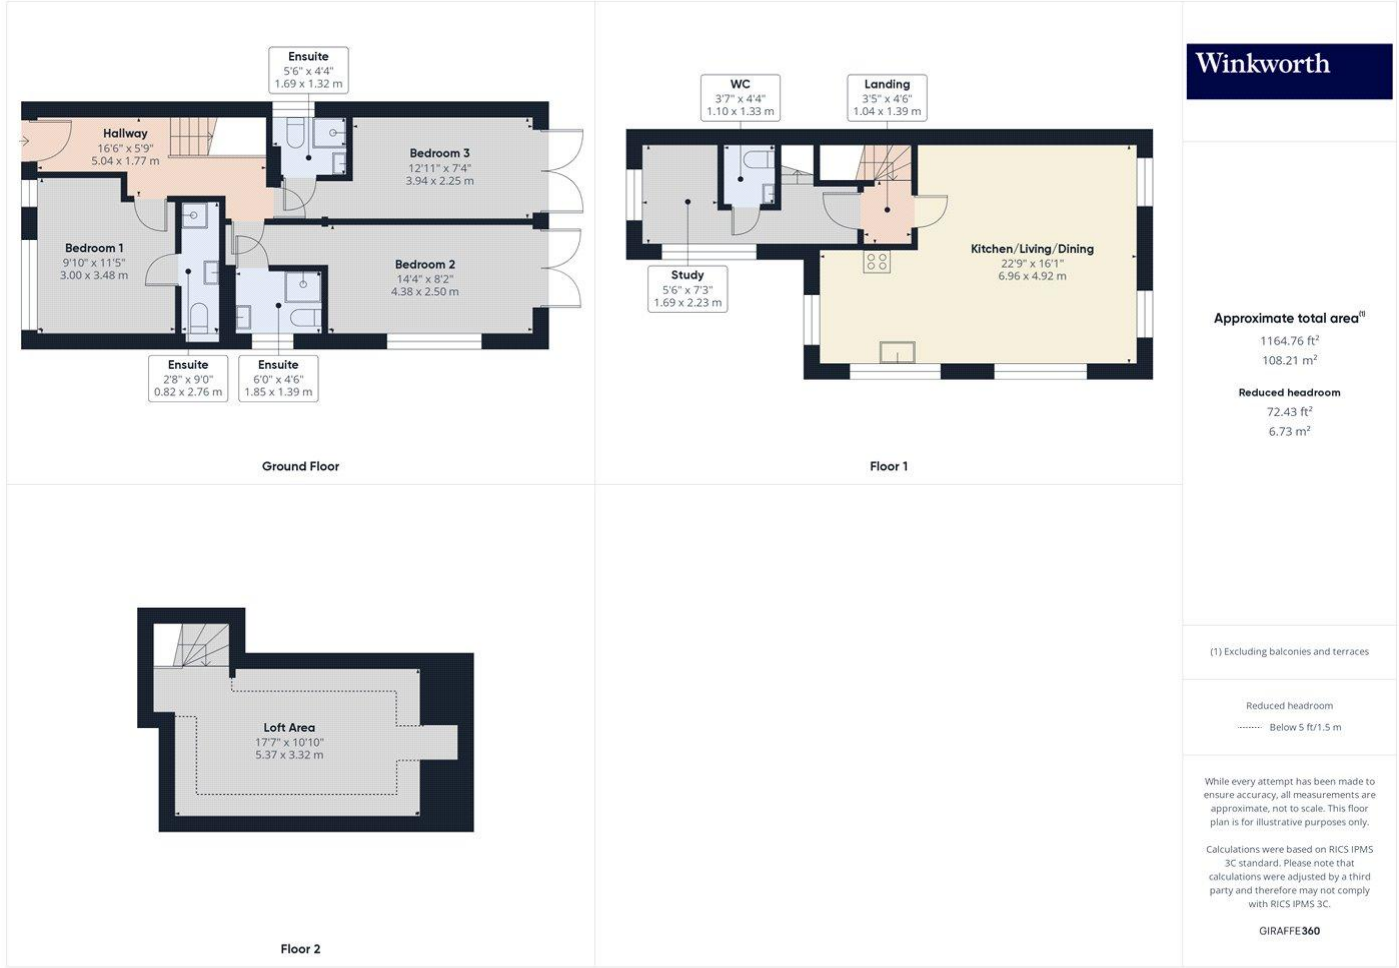 Ensuite
5'6" x 4'4"
1.69 x 1.32 m
Hallway
16'6" x 5'9"
5.04 x 1.77 m
Bedroom 3
12'11" x 7'4"
3.94 x 2.25 m
Bedroom 1
9'10" x 11'5"
3.00 x 3.48 m
Bedroom 2
14'4" x 8'2"
4.38 x 2.50 m
Ensuite
2'8" x 9'0"
0.82 x 2.76 m
Ensuite
6'0" x 4'6"
1.85 x 1.39 m
Ground Floor
WC
3'7" x 4'4"
1.10 x 1.33 m
Landing
3'5" x 4'6"
1.04 x 1.39 m
Kitchen/Living/Dining
22'9" x 16'1"
6.96 x 4.92 m
Study
5'6" x 7'3"
1.69 x 2.23 m
Floor 1
Loft Area
17'7" x 10'10"
5.37 x 3.32 m
Floor 2
Winkworth
Approximate total area(1)
1164.76 ft²
108.21 m²
Reduced headroom
72.43 ft²
6.73 m²
(1) Excluding balconies and terraces
Reduced headroom
Below 5 ft/1.5 m
While every attempt has been made to
ensure accuracy, all measurements are
approximate, not to scale. This floor
plan is for illustrative purposes only.
Calculations were based on RICS IPMS
3C standard. Please note that
calculations were adjusted by a third
party and therefore may not comply
with RICS IPMS 3C.
GIRAFFE360